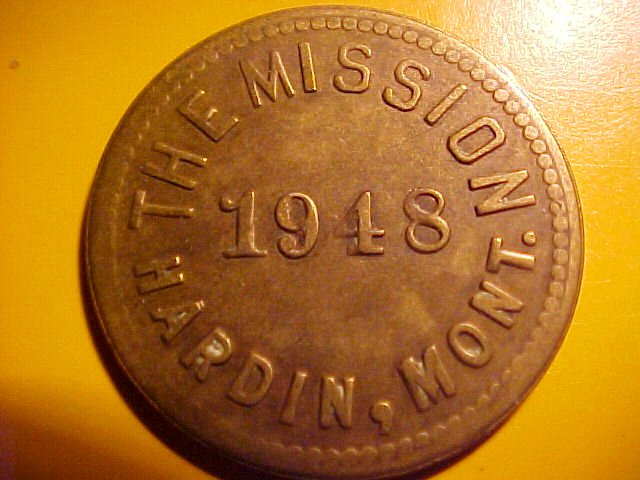 THE MISSION
1948
HARDIN, MONT.